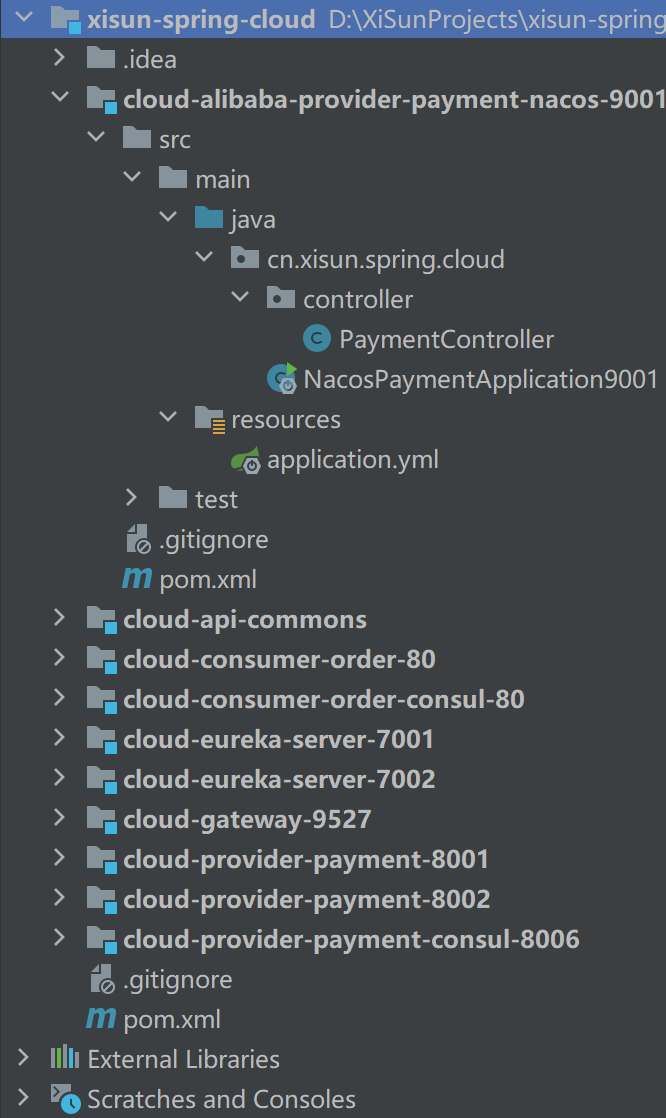 xisun-spring-cloud D:\XiSunProjects\xisun-spring
.idea
cloud-alibaba-provider-payment-nacos-9001
src
main
java
cn.xisun.spring.cloud
controller
PaymentController
NacosPaymentApplication9001
resources
application.yml
test
.gitignore
pom.xml
cloud-api-commons
cloud-consumer-order-80
cloud-consumer-order-consul-80
cloud-eureka-server-7001
cloud-eureka-server-7002
cloud-gateway-9527
cloud-provider-payment-8001
cloud-provider-payment-8002
cloud-provider-payment-consul-8006
.gitignore
pom.xml
External Libraries
Scratches and Consoles